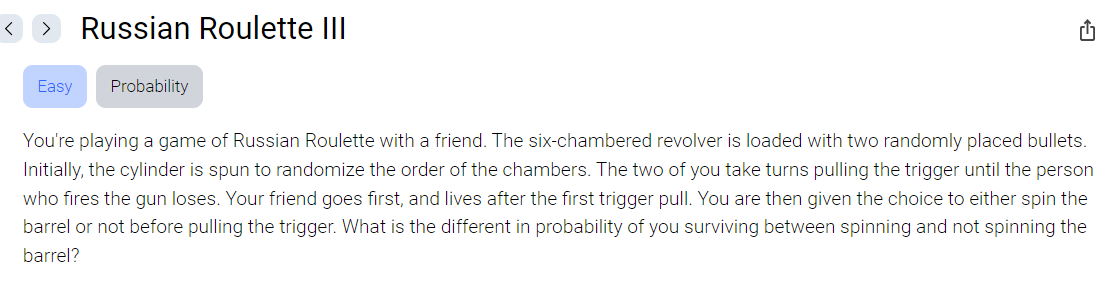 Russian Roulette III
Easy Probability
You're playing a game of Russian Roulette with a friend. The six-chambered revolver is loaded with two randomly placed bullets.
Initially, the cylinder is spun to randomize the order of the chambers. The two of you take turns pulling the trigger until the person
who fires the gun loses. Your friend goes first, and lives after the first trigger pull. You are then given the choice to either spin the
barrel or not before pulling the trigger. What is the different in probability of you surviving between spinning and not spinning the
barrel?